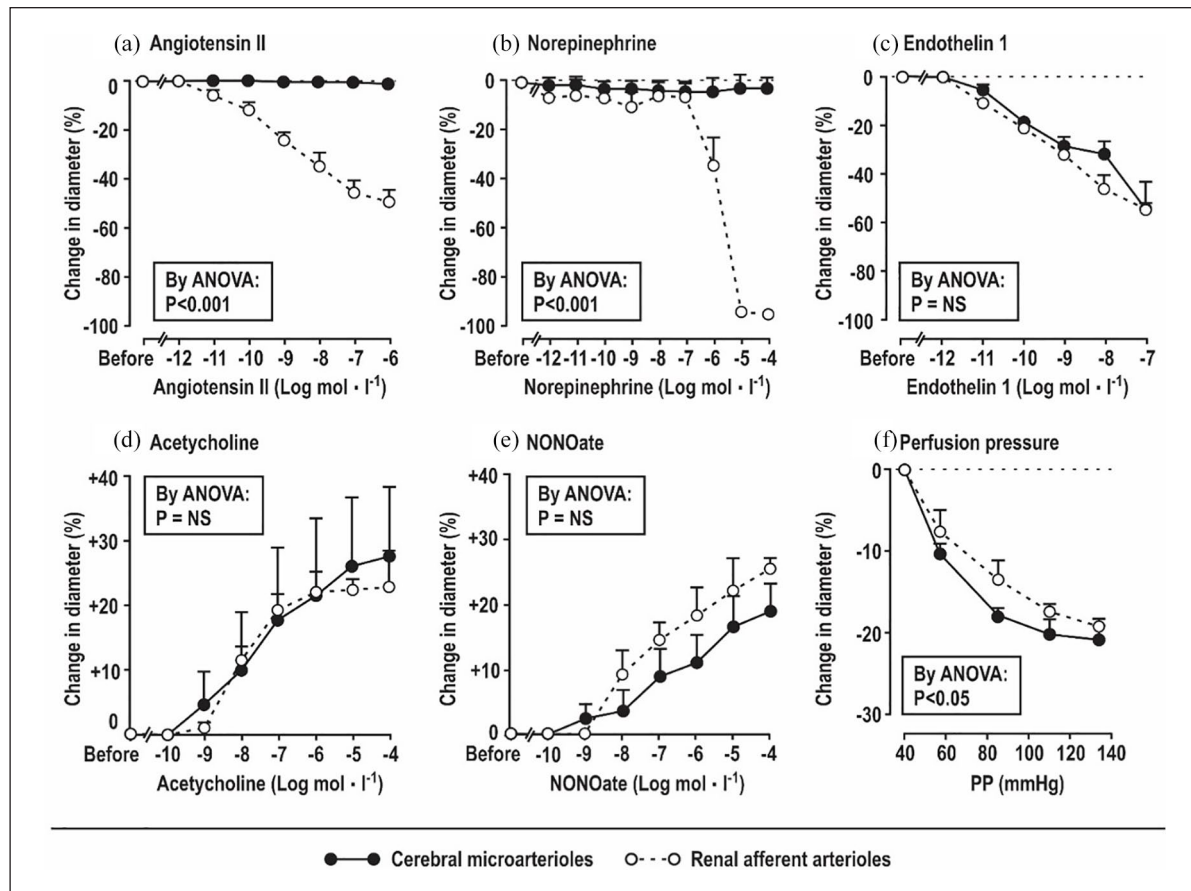 (a) Angiotensin II
Change in diameter (%)
0
-20
-40
-60
-80
-100
By ANOVA:
P<0.001
Before -12 -11 -10 -9 -8 -7 -6
Angiotensin II (Log mol · l-1)
(b) Norepinephrine
Change in diameter (%)
0
-20
-40
-60
-80
-100
By ANOVA:
P<0.001
Before -12 -11 -10 -9 -8 -7 -6 -5 -4
Norepinephrine (Log mol · l-1)
(c) Endothelin 1
Change in diameter (%)
0
-20
-40
-60
-80
-100
By ANOVA:
P = NS
Before -12 -11 -10 -9 -8 -7
Endothelin 1 (Log mol · l-1)
(d) Acetycholine
Change in diameter (%)
+40
+30
+20
+10
0
By ANOVA:
P = NS
Before -10 -9 -8 -7 -6 -5 -4
Acetycholine (Log mol · l-1)
(e) NONOate
Change in diameter (%)
+40
+30
+20
+10
0
By ANOVA:
P = NS
Before -10 -9 -8 -7 -6 -5 -4
NONOate (Log mol · l-1)
(f) Perfusion pressure
Change in diameter (%)
0
-10
-20
-30
By ANOVA:
P<0.05
40 60 80 100 120 140
PP (mmHg)
Cerebral microarterioles Renal afferent arterioles